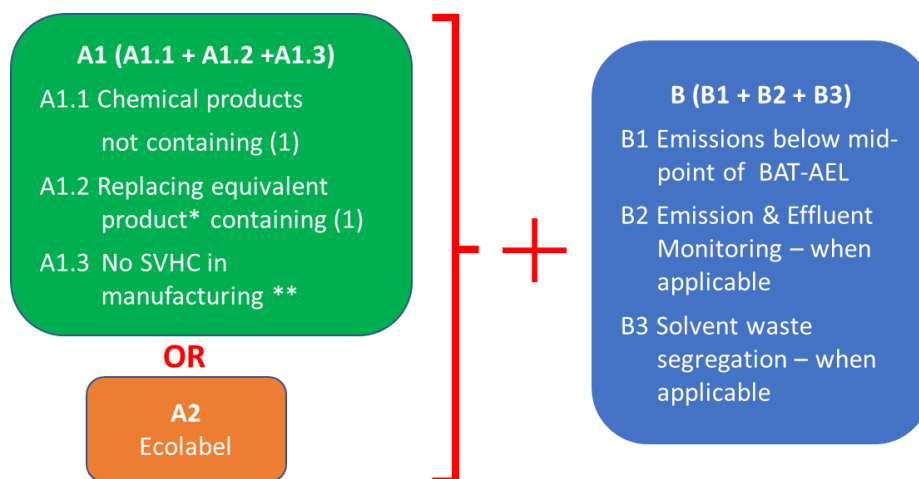 A1 (A1.1 + A1.2 +A1.3)
A1.1 Chemical products
not containing (1)
A1.2 Replacing equivalent
product* containing (1)
A1.3 No SVHC in
manufacturing **
OR
A2
Ecolabel
+
B (B1 + B2 + B3)
B1 Emissions below mid-
point of BAT-AEL
B2 Emission & Effluent
Monitoring – when
applicable
B3 Solvent waste
segregation – when
applicable